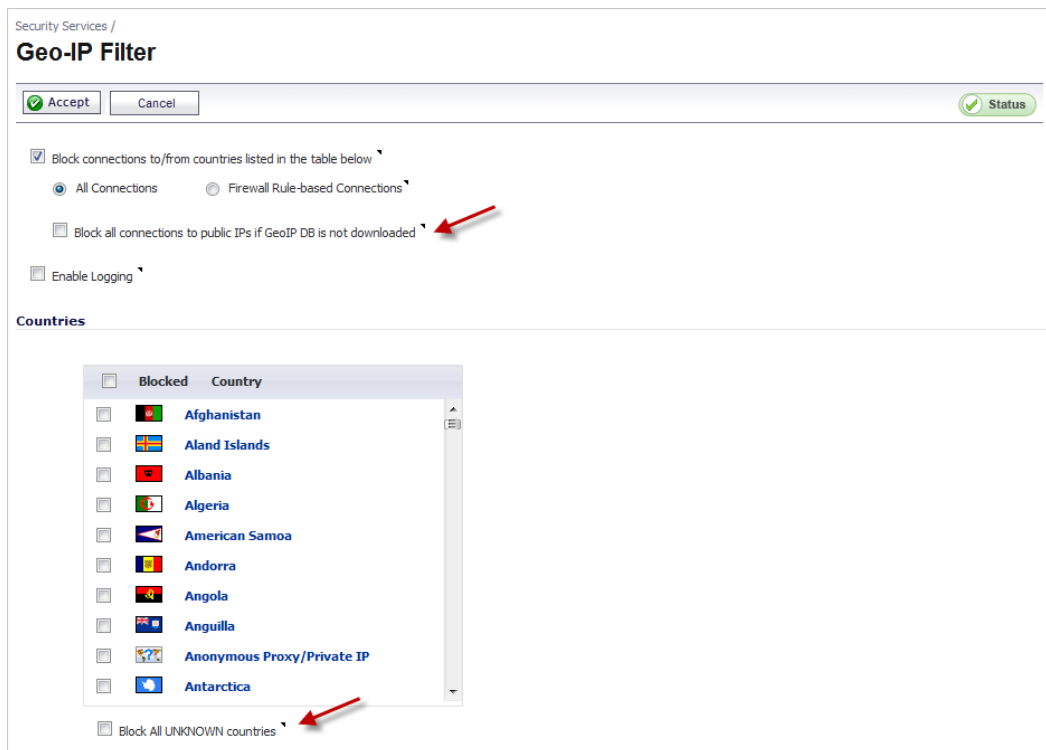 Security Services /
Geo-IP Filter
Accept Cancel Status
Block connections to/from countries listed in the table below
All Connections Firewall Rule-based Connections
Block all connections to public IPs if GeoIP DB is not downloaded
Enable Logging
Countries
Blocked Country
Afghanistan
Aland Islands
Albania
Algeria
American Samoa
Andorra
Angola
Anguilla
Anonymous Proxy/Private IP
Antarctica
Block All UNKNOWN countries